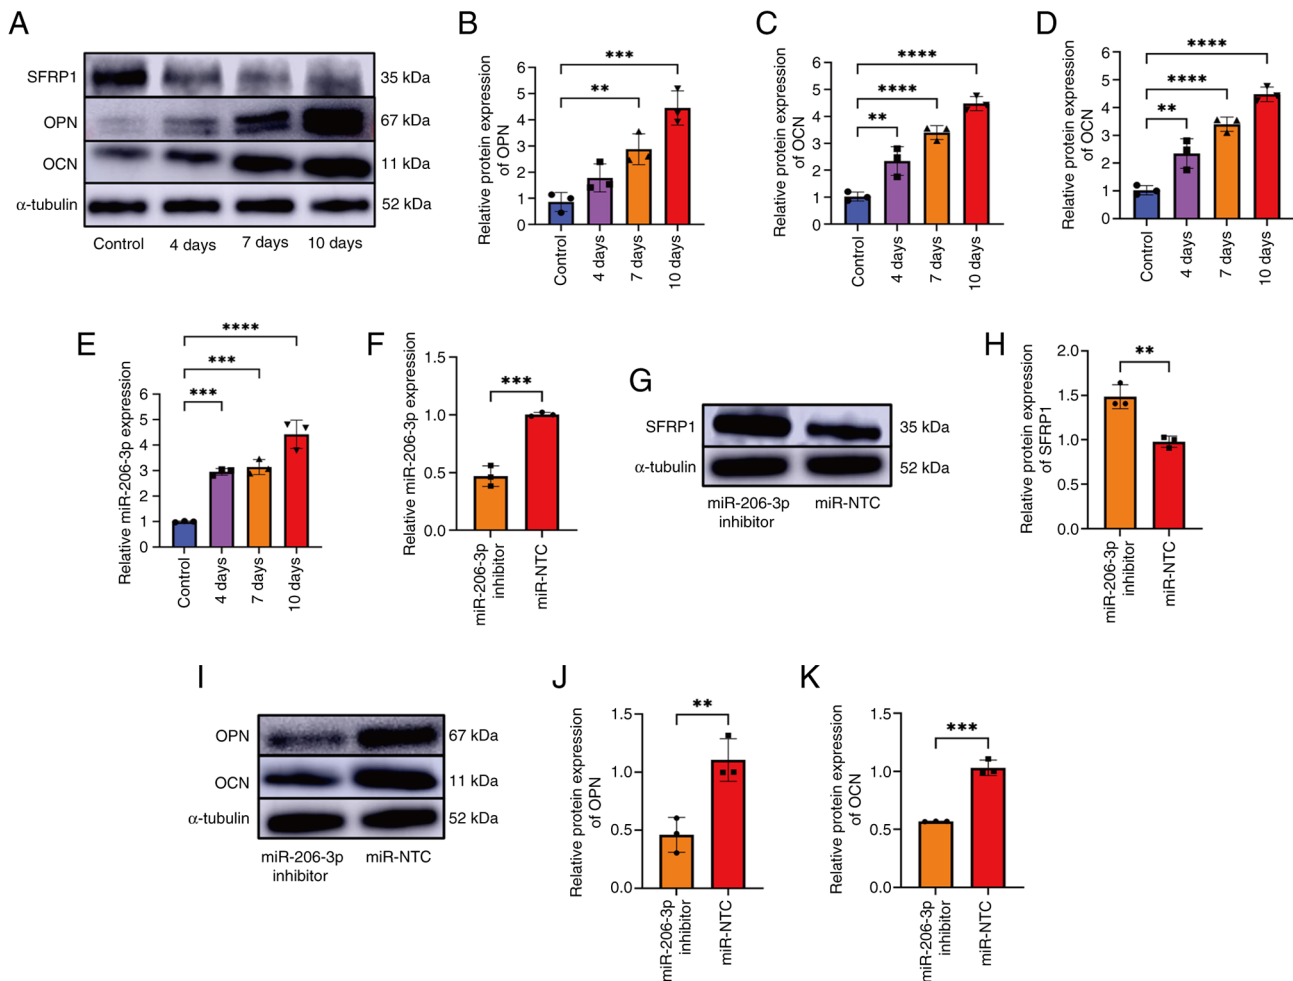 A
SFRP1
35 kDa
OPN
67 kDa
OCN
11 kDa
α-tubulin
52 kDa
Control
4 days
7 days
10 days
B
Relative protein expression
of OPN
6
5
4
3
2
1
0
***
**
Control
4 days
7 days
10 days
C
Relative protein expression
of OCN
6
5
4
3
2
1
0
****
****
**
Control
4 days
7 days
10 days
D
Relative protein expression
of OCN
6
5
4
3
2
1
0
****
****
**
Control
4 days
7 days
10 days
E
Relative miR-206-3p expression
6
5
4
3
2
1
0
****
***
***
Control
4 days
7 days
10 days
F
Relative miR-206-3p expression
1.5
1.0
0.5
0.0
***
miR-206-3p
inhibitor
miR-NTC
G
SFRP1
35 kDa
α-tubulin
52 kDa
miR-206-3p
inhibitor
miR-NTC
H
Relative protein expression
of SFRP1
2.0
1.5
1.0
0.5
0.0
**
miR-206-3p
inhibitor
miR-NTC
I
OPN
67 kDa
OCN
11 kDa
α-tubulin
52 kDa
miR-206-3p
inhibitor
miR-NTC
J
Relative protein expression
of OPN
1.5
1.0
0.5
0.0
**
miR-206-3p
inhibitor
miR-NTC
K
Relative protein expression
of OCN
1.5
1.0
0.5
0.0
***
miR-206-3p
inhibitor
miR-NTC